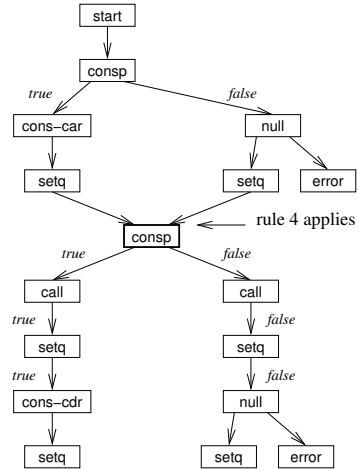 start
consp
true false
cons-car null
setq setq error
consp rule 4 applies
true false
call call
true false
setq setq
true false
cons-cdr null
setq setq error